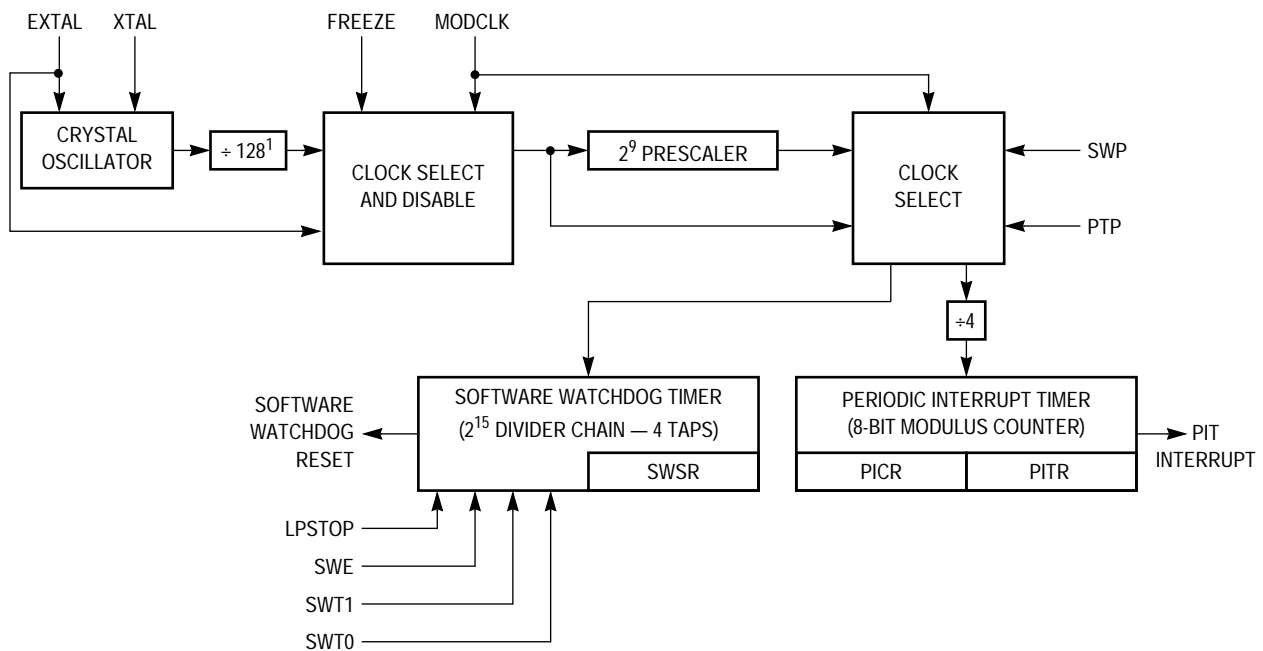 EXTAL
XTAL
FREEZE
MODCLK
CRYSTAL
OSCILLATOR
÷ 128¹
CLOCK SELECT
AND DISABLE
2⁹ PRESCALER
CLOCK
SELECT
SWP
PTP
÷4
SOFTWARE
WATCHDOG
RESET
SOFTWARE WATCHDOG TIMER
(2¹⁵ DIVIDER CHAIN — 4 TAPS)
SWSR
PERIODIC INTERRUPT TIMER
(8-BIT MODULUS COUNTER)
PICR
PITR
PIT
INTERRUPT
LPSTOP
SWE
SWT1
SWT0